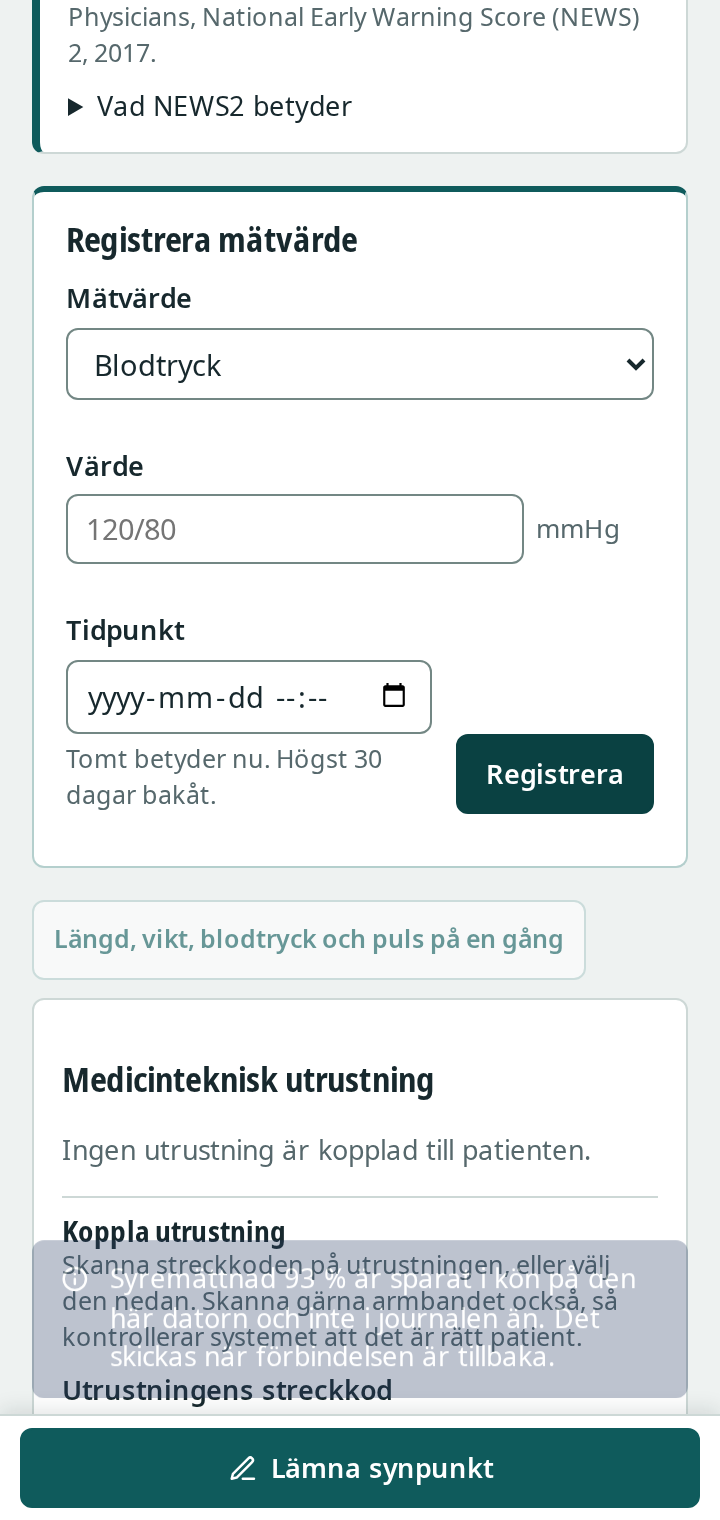 Physicians, National Early Warning Score (NEWS)
2, 2017.
Vad NEWS2 betyder
Registrera mätvärde
Mätvärde
Blodtryck
Värde
120/80
mmHg
Tidpunkt
yyyy-mm-dd --:--
Tomt betyder nu. Högst 30
dagar bakåt.
Registrera
Längd, vikt, blodtryck och puls på en gång
Medicinteknisk utrustning
Ingen utrustning är kopplad till patienten.
Koppla utrustning
Skanna streckkoden på utrustningen, eller välj
den nedan. Skanna gärna armbandet också, så
kontrollerar systemet att det är rätt patient.
Syremättnad 93 % är sparat i kön på den
här datorn och inte i journalen än. Det
skickas när förbindelsen är tillbaka.
Utrustningens streckkod
Lämna synpunkt